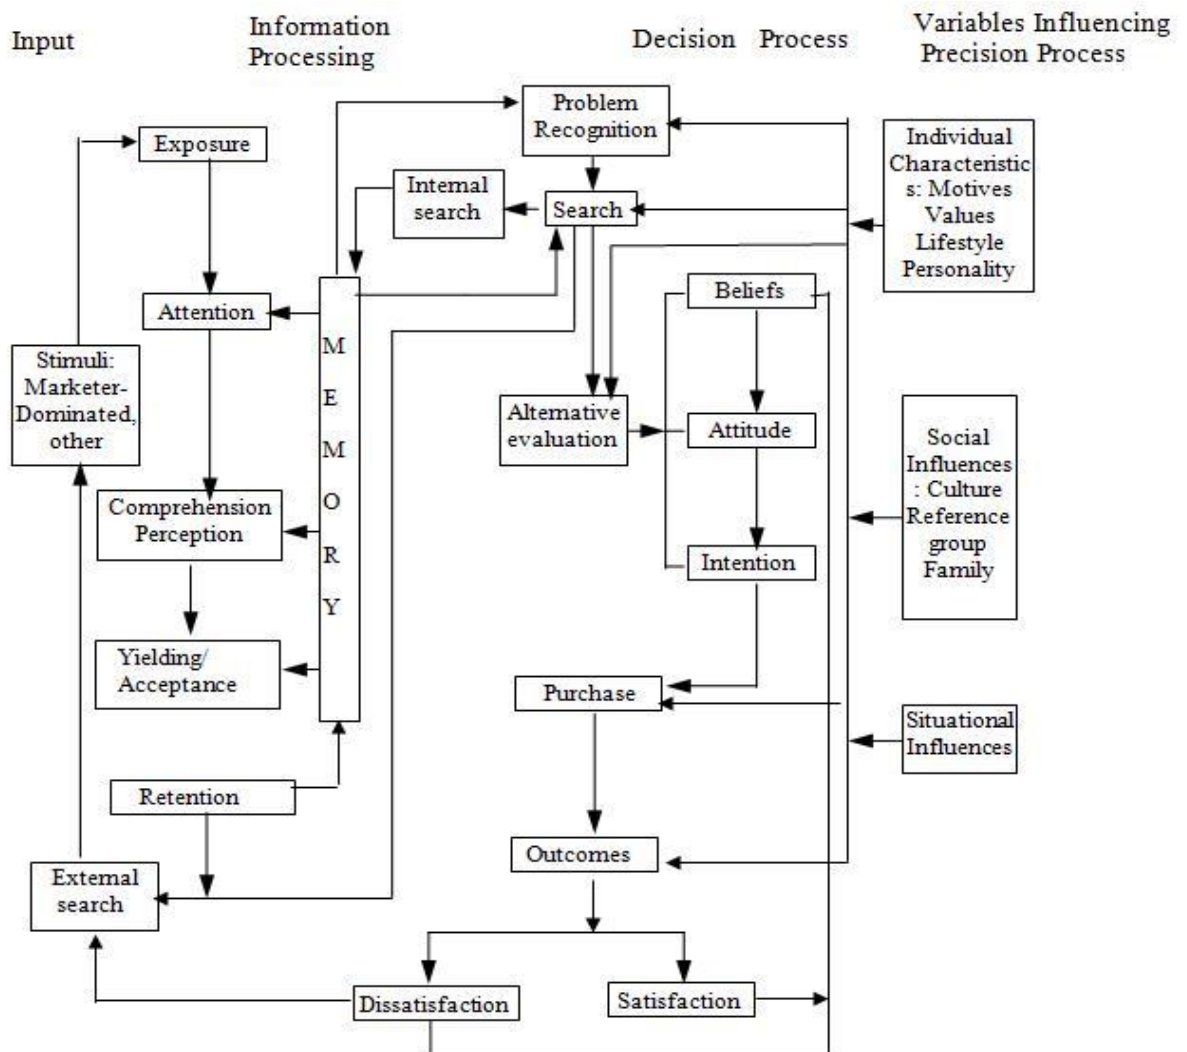 Input
Information
Processing
Decision Process
Variables Influencing
Precision Process
Problem
Recognition
Exposure
Individual
Characteristic
s: Motives
Values
Lifestyle
Personality
Internal
search
Search
Beliefs
Attention
MEMORY
Stimuli:
Marketer-
Dominated,
other
Alternative
evaluation
Attitude
Social
Influences
: Culture
Reference
group
Family
Comprehension
Perception
Intention
Yielding/
Acceptance
Purchase
Situational
Influences
Retention
Outcomes
External
search
Dissatisfaction
Satisfaction